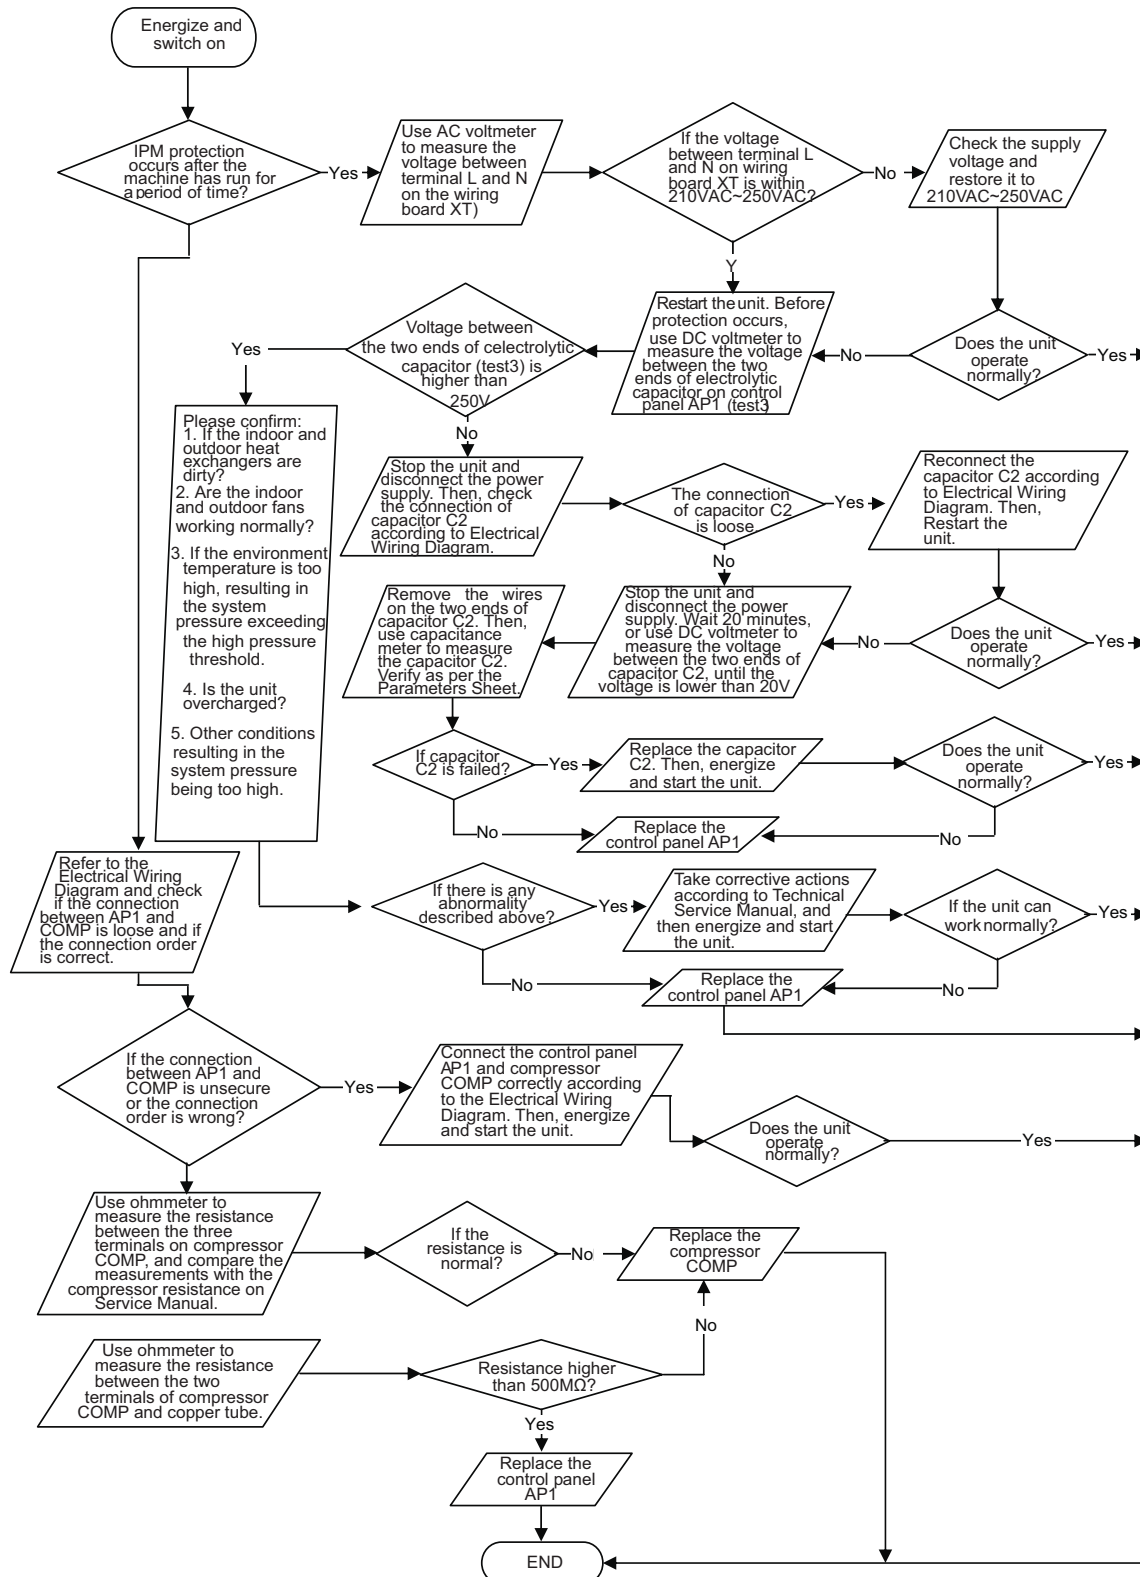 Energize and
switch on
IPM protection
occurs after the
machine has run for
a period of time?
Yes
Use AC voltmeter
to measure the
voltage between
terminal L and N
on the wiring
board XT)
If the voltage
between terminal L
and N on wiring
board XT is within
210VAC~250VAC?
No
Check the supply
voltage and
restore it to
210VAC~250VAC
Y
Restart the unit. Before
protection occurs,
use DC voltmeter to
measure the voltage
between the two
ends of electrolytic
capacitor on control
panel AP1 (test3)
No
Does the unit
operate
normally?
Yes
Voltage between
the two ends of celectrolytic
capacitor (test3) is
higher than
250V
Yes
No
Please confirm:
1. If the indoor and
outdoor heat
exchangers are
dirty?
2. Are the indoor
and outdoor fans
working normally?
3. If the environment
temperature is too
high, resulting in
the system
pressure exceeding
the high pressure
threshold.
4. Is the unit
overcharged?
5. Other conditions
resulting in the
system pressure
being too high.
Stop the unit and
disconnect the power
supply. Then, check
the connection of
capacitor C2
according to Electrical
Wiring Diagram.
The connection
of capacitor C2
is loose.
Yes
Reconnect the
capacitor C2 according
to Electrical Wiring
Diagram. Then,
Restart the
unit.
No
Remove the wires
on the two ends of
capacitor C2. Then,
use capacitance
meter to measure
the capacitor C2.
Verify as per the
Parameters Sheet.
Stop the unit and
disconnect the power
supply. Wait 20 minutes,
or use DC voltmeter to
measure the voltage
between the two ends of
capacitor C2, until the
voltage is lower than 20V
No
Does the unit
operate
normally?
Yes
If capacitor
C2 is failed?
Yes
Replace the capacitor
C2. Then, energize
and start the unit.
Does the unit
operate
normally?
Yes
No
Replace the
control panel AP1
No
Refer to the
Electrical Wiring
Diagram and check
if the connection
between AP1 and
COMP is loose and if
the connection order
is correct.
If there is any
abnormality
described above?
Yes
Take corrective actions
according to Technical
Service Manual, and
then energize and start
the unit.
If the unit can
work normally?
Yes
No
Replace the
control panel AP1
No
If the connection
between AP1 and
COMP is unsecure
or the connection
order is wrong?
Yes
Connect the control panel
AP1 and compressor
COMP correctly according
to the Electrical Wiring
Diagram. Then, energize
and start the unit.
Does the unit
operate
normally?
Yes
Use ohmmeter to
measure the resistance
between the three
terminals on compressor
COMP, and compare the
measurements with the
compressor resistance on
Service Manual.
If the
resistance is
normal?
No
Replace the
compressor
COMP
No
Use ohmmeter to
measure the resistance
between the two
terminals of compressor
COMP and copper tube.
Resistance higher
than 500MΩ?
Yes
Replace the
control panel
AP1
END